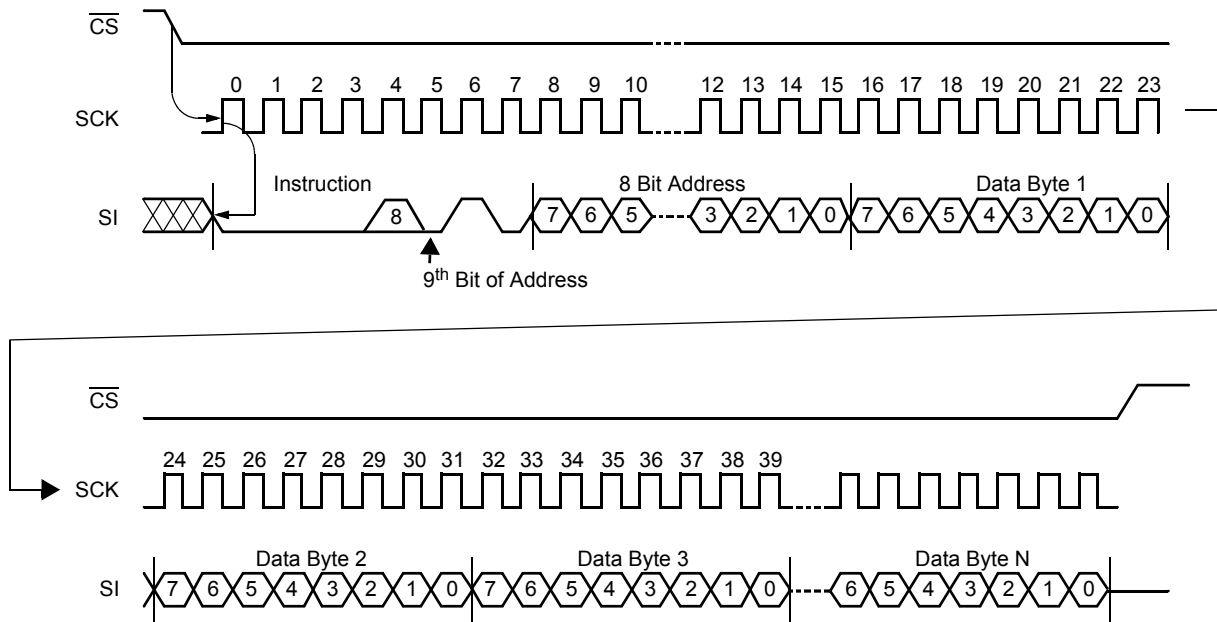 CS
0 1 2 3 4 5 6 7 8 9 10 12 13 14 15 16 17 18 19 20 21 22 23
SCK
Instruction 8 Bit Address Data Byte 1
SI 8 7 6 5 3 2 1 0 7 6 5 4 3 2 1 0
9th Bit of Address
CS
24 25 26 27 28 29 30 31 32 33 34 35 36 37 38 39
SCK
Data Byte 2 Data Byte 3 Data Byte N
SI 7 6 5 4 3 2 1 0 7 6 5 4 3 2 1 0 6 5 4 3 2 1 0